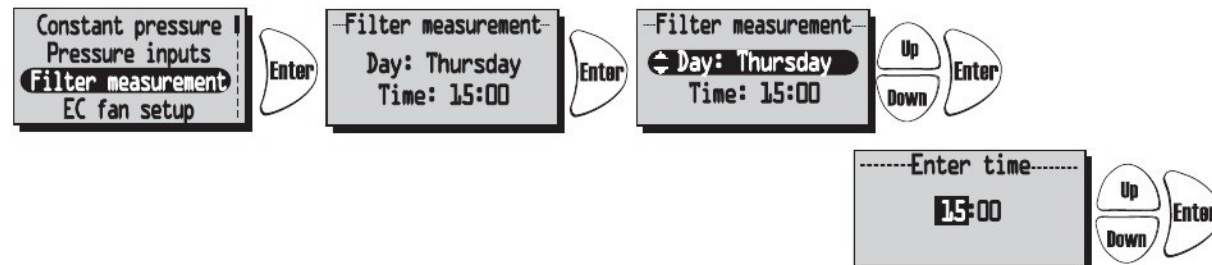 Constant pressure
Pressure inputs
Filter measurement
EC fan setup
Enter
Filter measurement
Day: Thursday
Time: 15:00
Enter
Filter measurement
Day: Thursday
Time: 15:00
Up
Down
Enter
Enter time
15:00
Up
Down
Enter